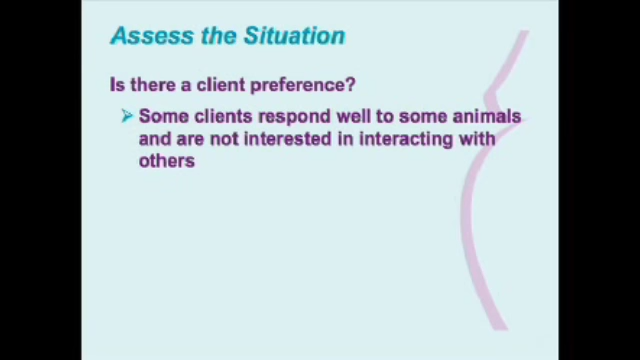 Assess the Situation
Is there a client preference?
Some clients respond well to some animals
and are not interested in interacting with
others